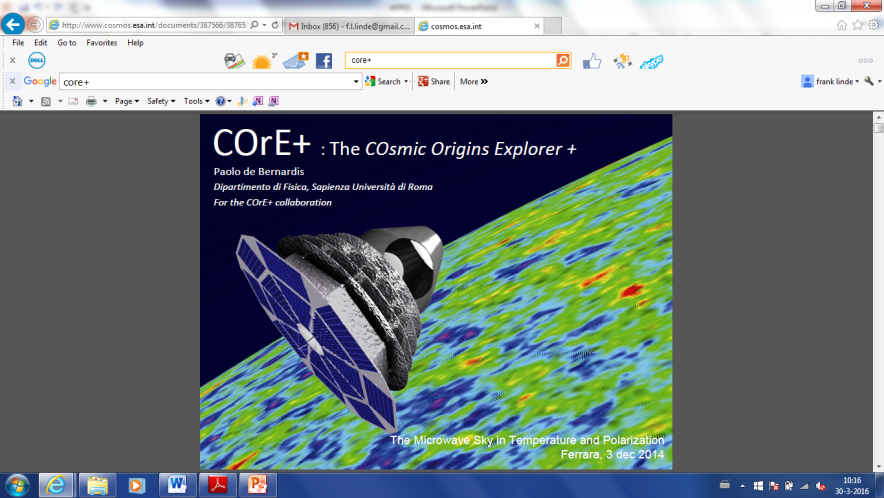 http://www.cosmos.esa.int/documents/387566/38765
Inbox (856) - f.l.linde@gmail.c...
cosmos.esa.int
File Edit Go to Favorites Help
DELL
core+
skype
Google core+ Search Share More »
frank linde
Page Safety Tools
COrE+ : The COsmic Origins Explorer +
Paolo de Bernardis
Dipartimento di Fisica, Sapienza Università di Roma
For the COrE+ collaboration
The Microwave Sky in Temperature and Polarization
Ferrara, 3 dec 2014
10:16
30-3-2016